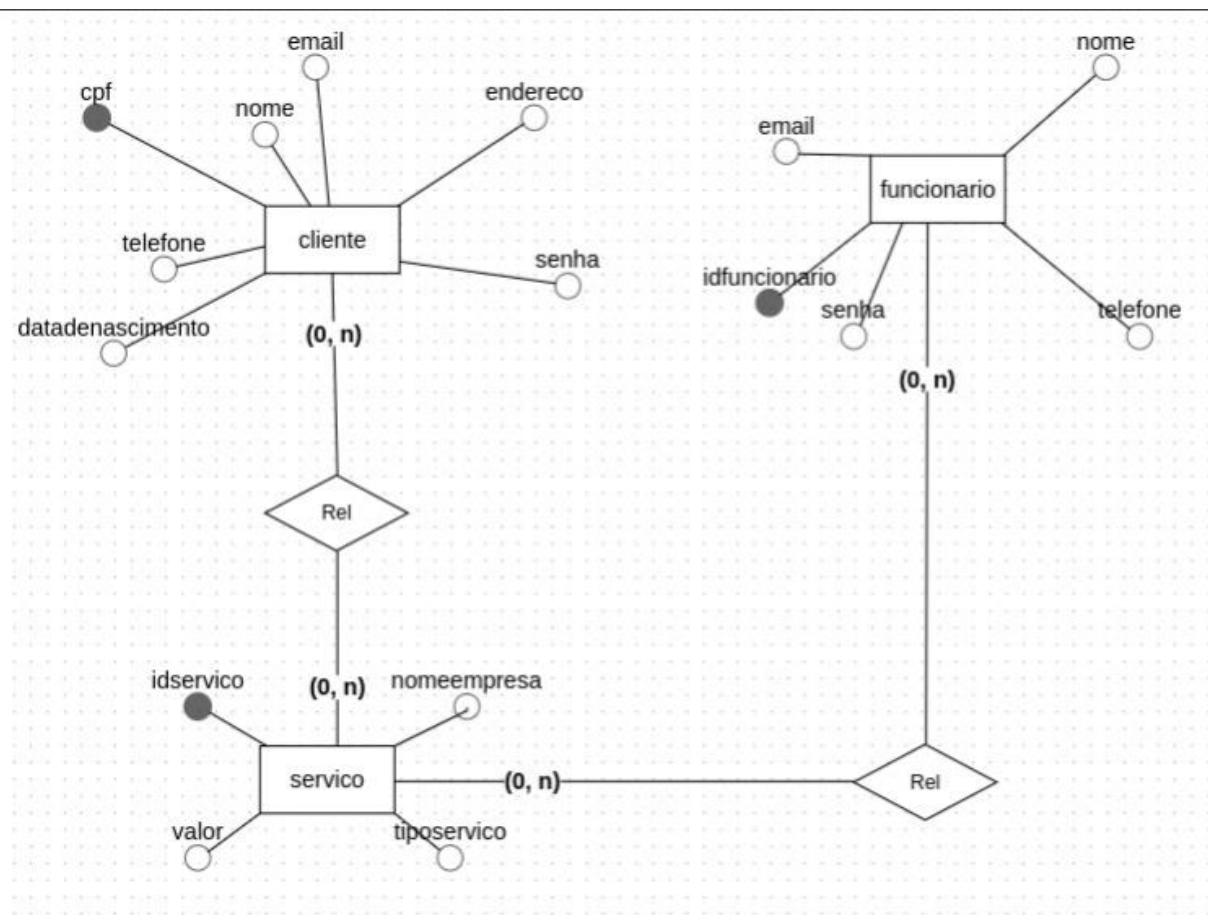 email
nome
cpf
endereco
nome
email
funcionario
cliente
telefone
senha
idfuncionario
senha
telefone
datadenascimento
(0, n)
(0, n)
Rel
idservico
(0, n)
nomeempresa
servico
(0, n)
Rel
valor
tiposervico